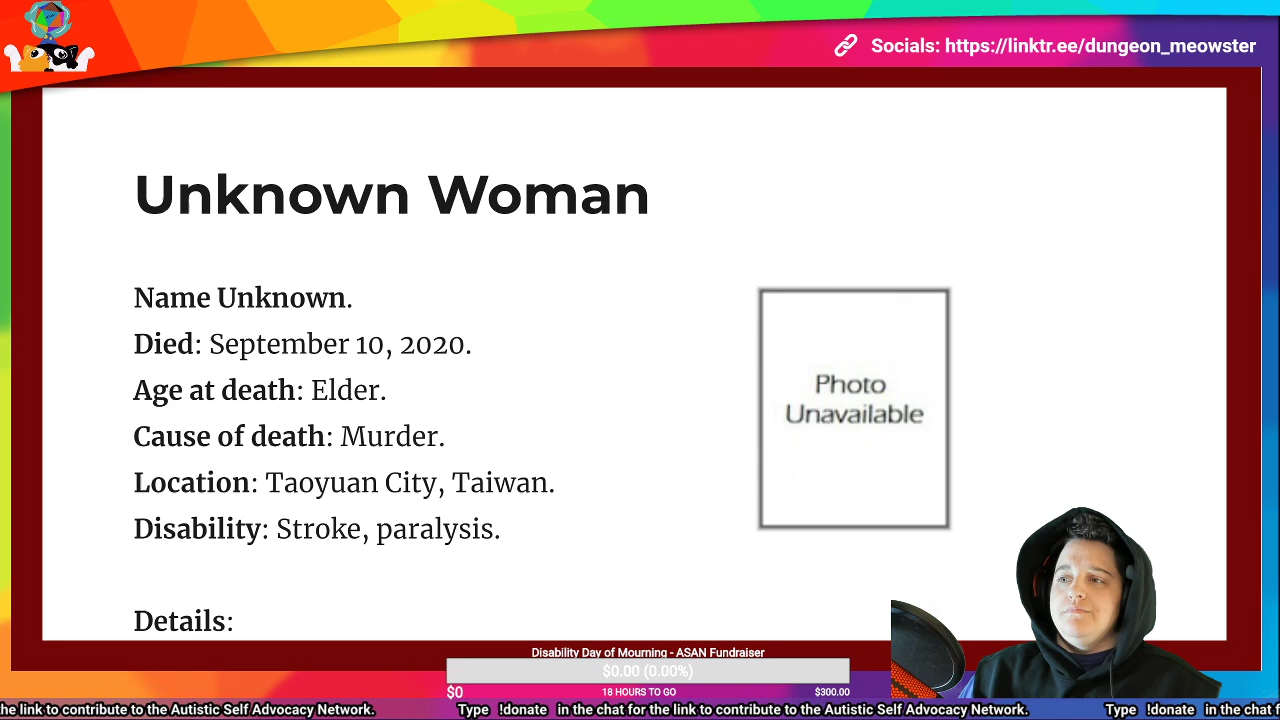 Socials: https://linktr.ee/dungeon_meowster
Unknown Woman
Name Unknown.
Died: September 10, 2020.
Age at death: Elder.
Cause of death: Murder.
Location: Taoyuan City, Taiwan.
Disability: Stroke, paralysis.
Details:
Photo
Unavailable
Disability Day of Mourning - ASAN Fundraiser
$0.00 (0.00%)
$0 18 HOURS TO GO $300.00
he link to contribute to the Autistic Self Advocacy Network. Type !donate in the chat for the link to contribute to the Autistic Self Advocacy Network. Type !donate in the chat f